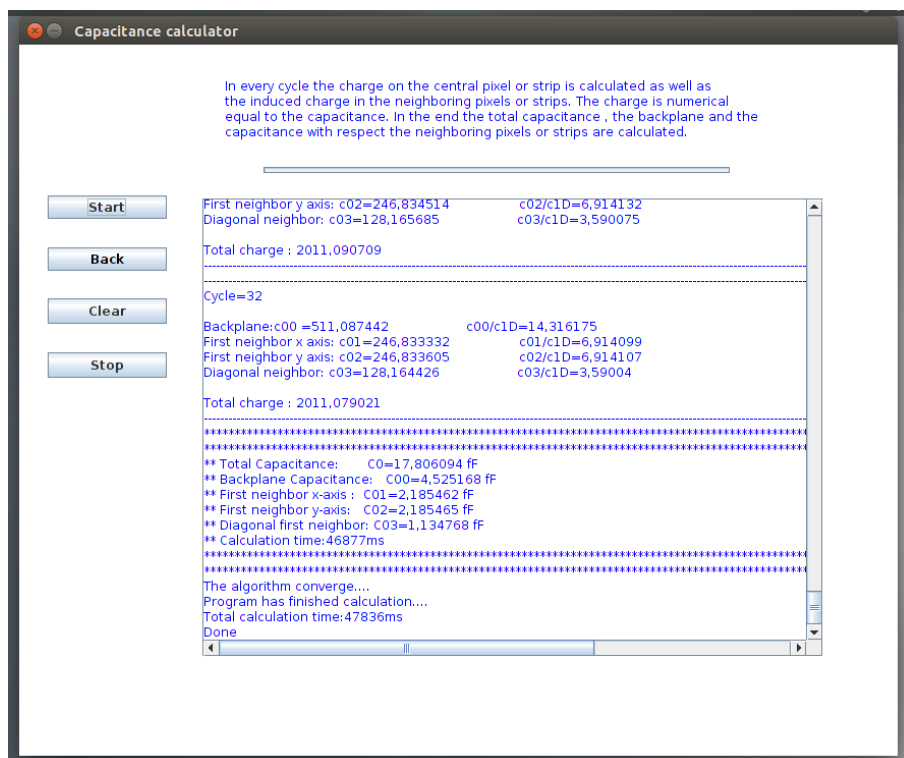 Capacitance calculator
In every cycle the charge on the central pixel or strip is calculated as well as
the induced charge in the neighboring pixels or strips. The charge is numerical
equal to the capacitance. In the end the total capacitance , the backplane and the
capacitance with respect the neighboring pixels or strips are calculated.
Start
Back
Clear
Stop
First neighbor y axis: c02=246,834514 c02/c1D=6,914132
Diagonal neighbor: c03=128,165685 c03/c1D=3,590075
Total charge : 2011,090709
--------------------------------------------------------------------------------
--------------------------------------------------------------------------------
Cycle=32
Backplane:c00 =511,087442 c00/c1D=14,316175
First neighbor x axis: c01=246,833332 c01/c1D=6,914099
First neighbor y axis: c02=246,833605 c02/c1D=6,914107
Diagonal neighbor: c03=128,164426 c03/c1D=3,59004
Total charge : 2011,079021
--------------------------------------------------------------------------------
********************************************************************************
********************************************************************************
** Total Capacitance: C0=17,806094 fF
** Backplane Capacitance: C00=4,525168 fF
** First neighbor x-axis : C01=2,185462 fF
** First neighbor y-axis: C02=2,185465 fF
** Diagonal first neighbor: C03=1,134768 fF
** Calculation time:46877ms
********************************************************************************
********************************************************************************
The algorithm converge....
Program has finished calculation....
Total calculation time:47836ms
Done